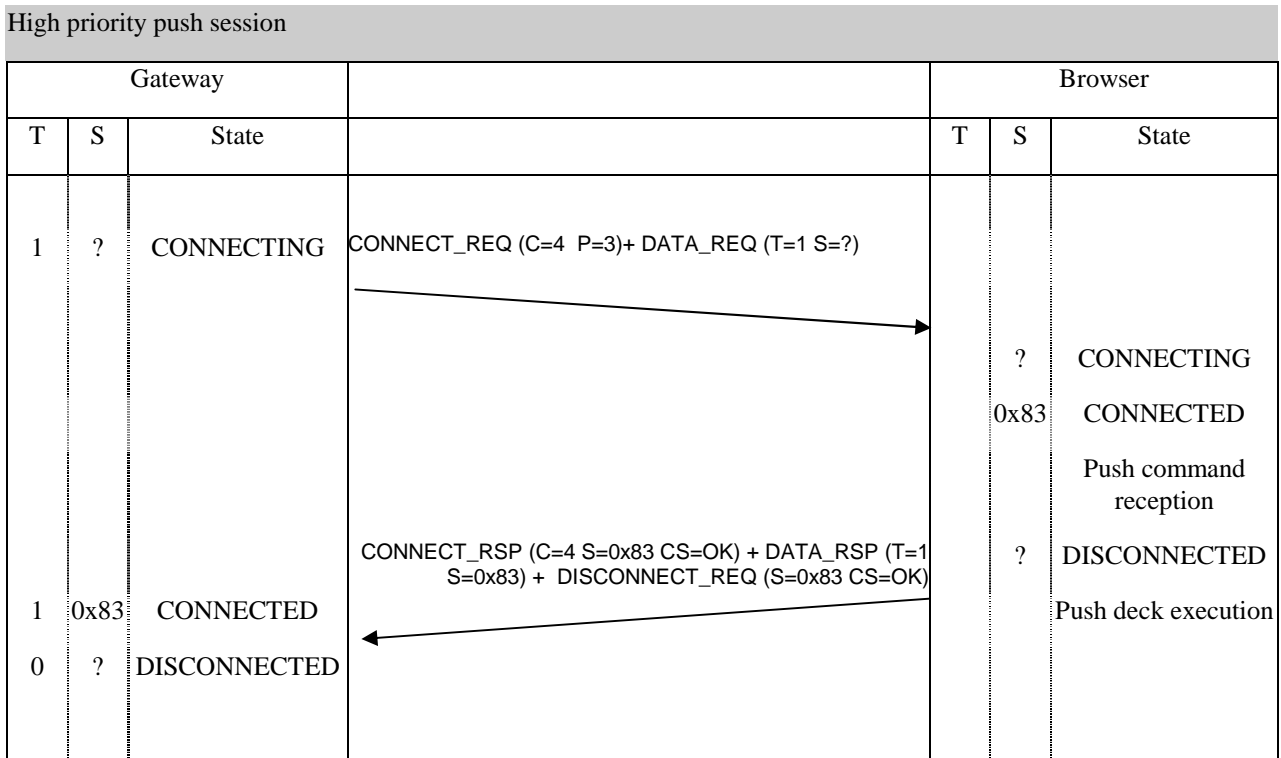 High priority push session
Gateway Browser
T S State T S State
1 ? CONNECTING CONNECT_REQ (C=4 P=3)+ DATA_REQ (T=1 S=?)
? CONNECTING
0x83 CONNECTED
Push command
reception
CONNECT_RSP (C=4 S=0x83 CS=OK) + DATA_RSP (T=1 ? DISCONNECTED
S=0x83) + DISCONNECT_REQ (S=0x83 CS=OK)
1 0x83 CONNECTED Push deck execution
0 ? DISCONNECTED